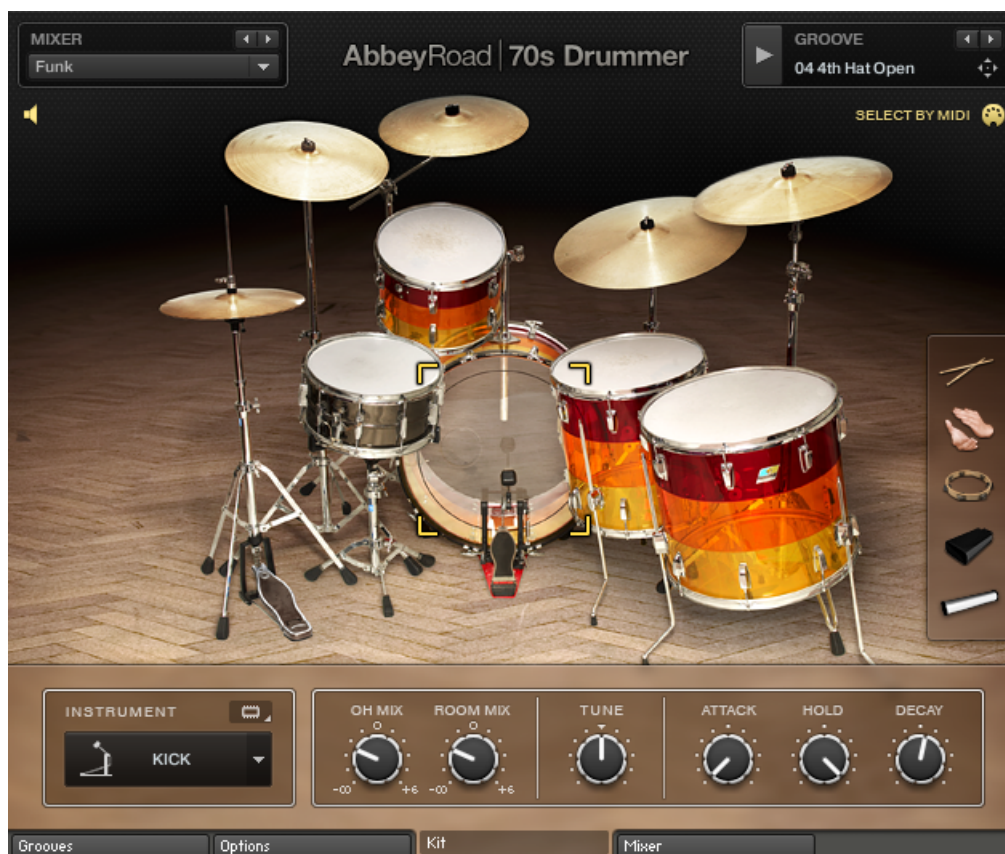 MIXER
Funk
AbbeyRoad | 70s Drummer
GROOVE
04 4th Hat Open
SELECT BY MIDI
INSTRUMENT
KICK
OH MIX
-∞ +6
ROOM MIX
-∞ +6
TUNE
ATTACK
HOLD
DECAY
Grooves
Options
Kit
Mixer